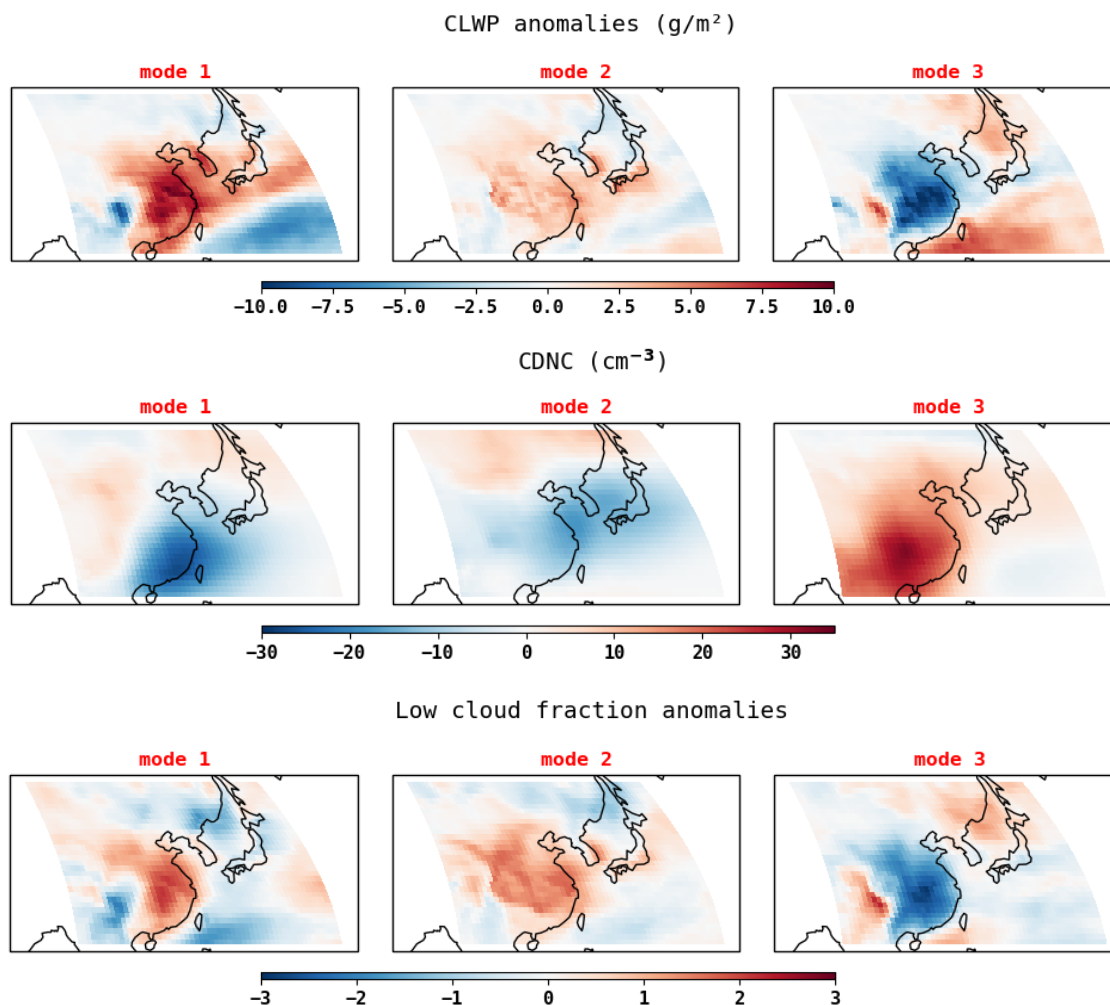 CLWP anomalies (g/m²)
mode 1 mode 2 mode 3
−10.0 −7.5 −5.0 −2.5 0.0 2.5 5.0 7.5 10.0
CDNC (cm⁻³)
mode 1 mode 2 mode 3
−30 −20 −10 0 10 20 30
Low cloud fraction anomalies
mode 1 mode 2 mode 3
−3 −2 −1 0 1 2 3